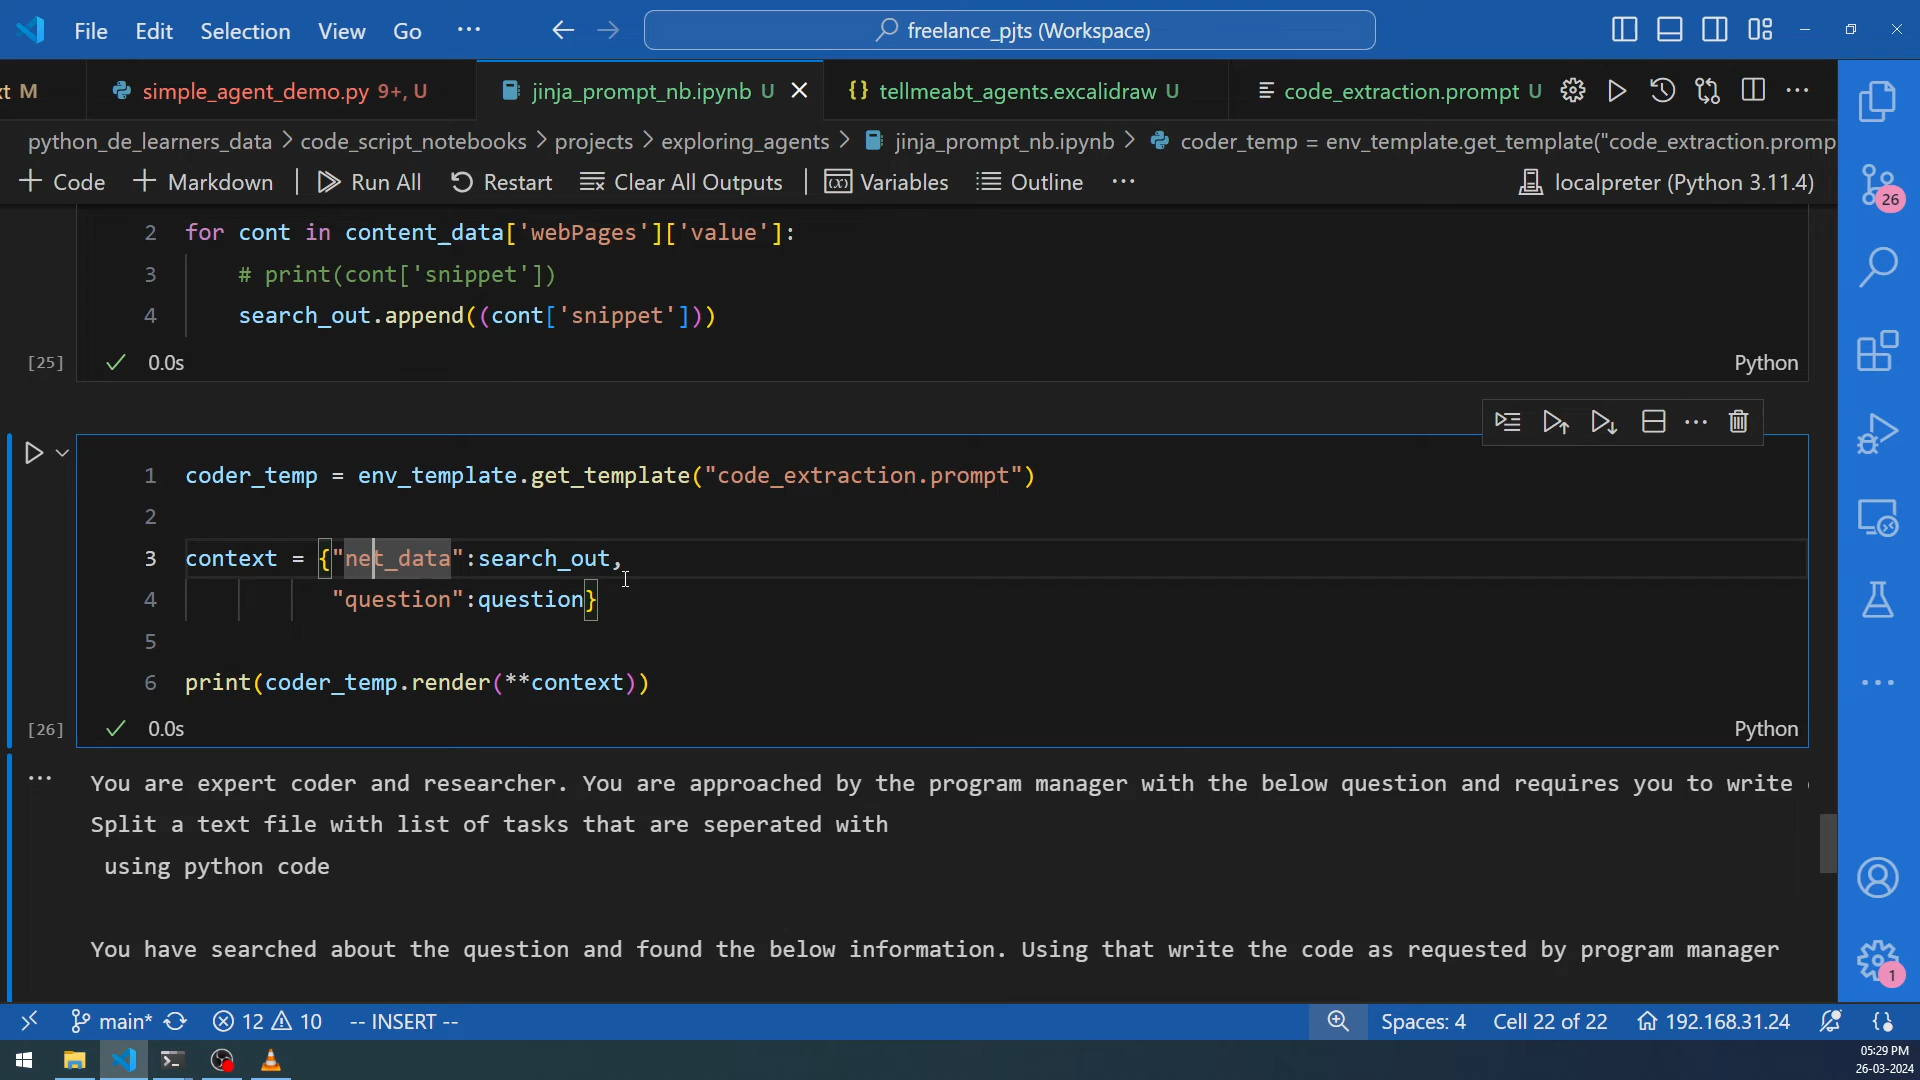 File Edit Selection View Go ··· freelance_pjts (Workspace)
xt M simple_agent_demo.py 9+, U jinja_prompt_nb.ipynb U tellmeabt_agents.excalidraw U code_extraction.prompt U
python_de_learners_data > code_script_notebooks > projects > exploring_agents > jinja_prompt_nb.ipynb > coder_temp = env_template.get_template("code_extraction.promp
+ Code + Markdown | Run All Restart Clear All Outputs | Variables Outline ··· localpreter (Python 3.11.4)
26
2 for cont in content_data['webPages']['value']:
3 # print(cont['snippet'])
4 search_out.append((cont['snippet']))
[25] ✓ 0.0s Python
1 coder_temp = env_template.get_template("code_extraction.prompt")
2
3 context = {"net_data":search_out,
4 "question":question}
5
6 print(coder_temp.render(**context))
[26] ✓ 0.0s Python
You are expert coder and researcher. You are approached by the program manager with the below question and requires you to write
Split a text file with list of tasks that are seperated with
using python code
You have searched about the question and found the below information. Using that write the code as requested by program manager
1
main* 12 10 -- INSERT -- Spaces: 4 Cell 22 of 22 192.168.31.24
05:29 PM
26-03-2024